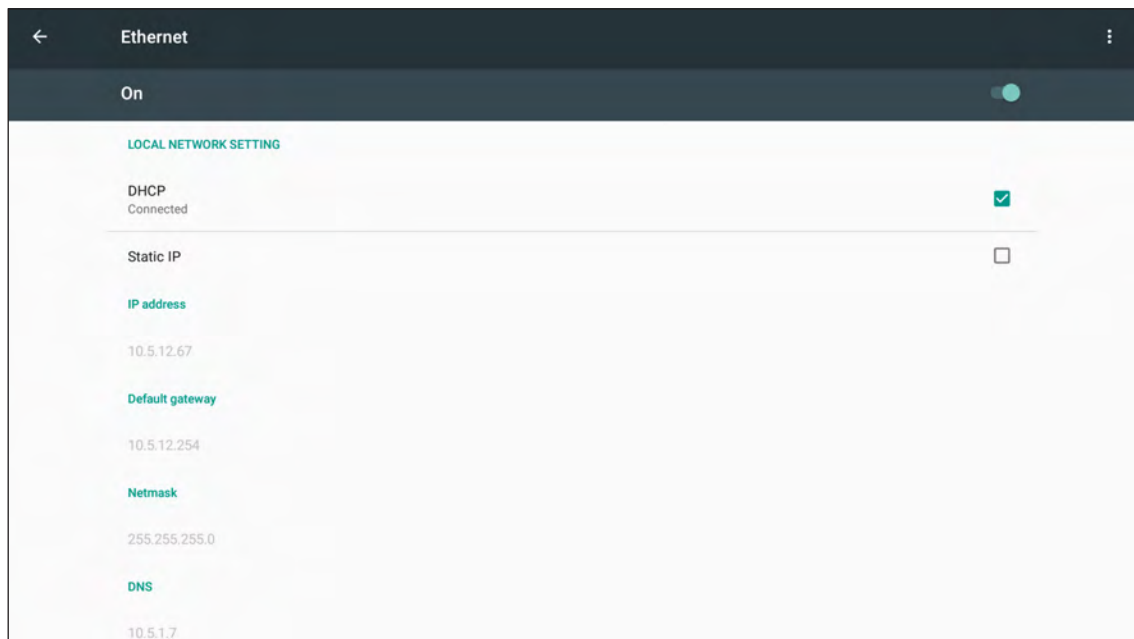 Ethernet
On
LOCAL NETWORK SETTING
DHCP
Connected
Static IP
IP address
10.5.12.67
Default gateway
10.5.12.254
Netmask
255.255.255.0
DNS
10.5.1.7